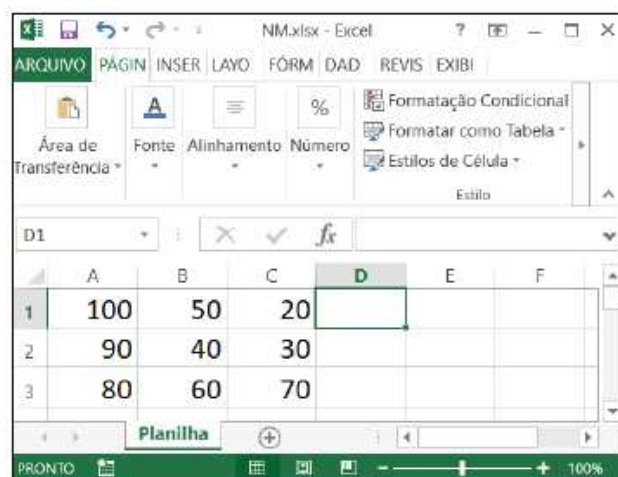 NM.xlsx - Excel ?
ARQUIVO PÁGIN INSER LAYO FÓRM DAD REVIS EXIBI
Área de Transferência
Fonte
Alinhamento
%
Número
Formatação Condicional
Formatar como Tabela
Estilos de Célula
Estilo
D1 fx
A B C D E F
1 100 50 20
2 90 40 30
3 80 60 70
Planilha
PRONTO 100%